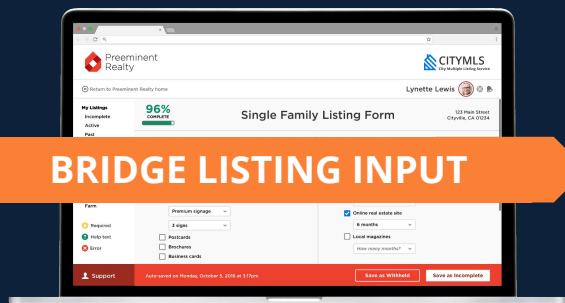 Preeminent
Realty
CITYMLS
City Multiple Listing Service
Return to Preeminent Realty home
Lynette Lewis
My Listings
Incomplete
Active
Past
96%
COMPLETE
Single Family Listing Form
123 Main Street
Cityville, CA 01234
BRIDGE LISTING INPUT
Farm
Required
Help text
Error
Premium signage
3 signs
Postcards
Brochures
Business cards
Online real estate site
6 months
Local magazines
How many months?
Support
Auto-saved on Monday, October 3, 2016 at 3:17pm
Save as Withheld
Save as Incomplete